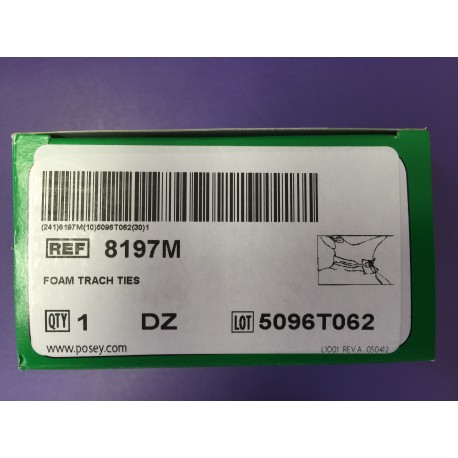 (241)8197M(10)5096T062(30)1
REF 8197M
FOAM TRACH TIES
QTY 1 DZ LOT 5096T062
www.posey.com
L1001 REV.A 050412